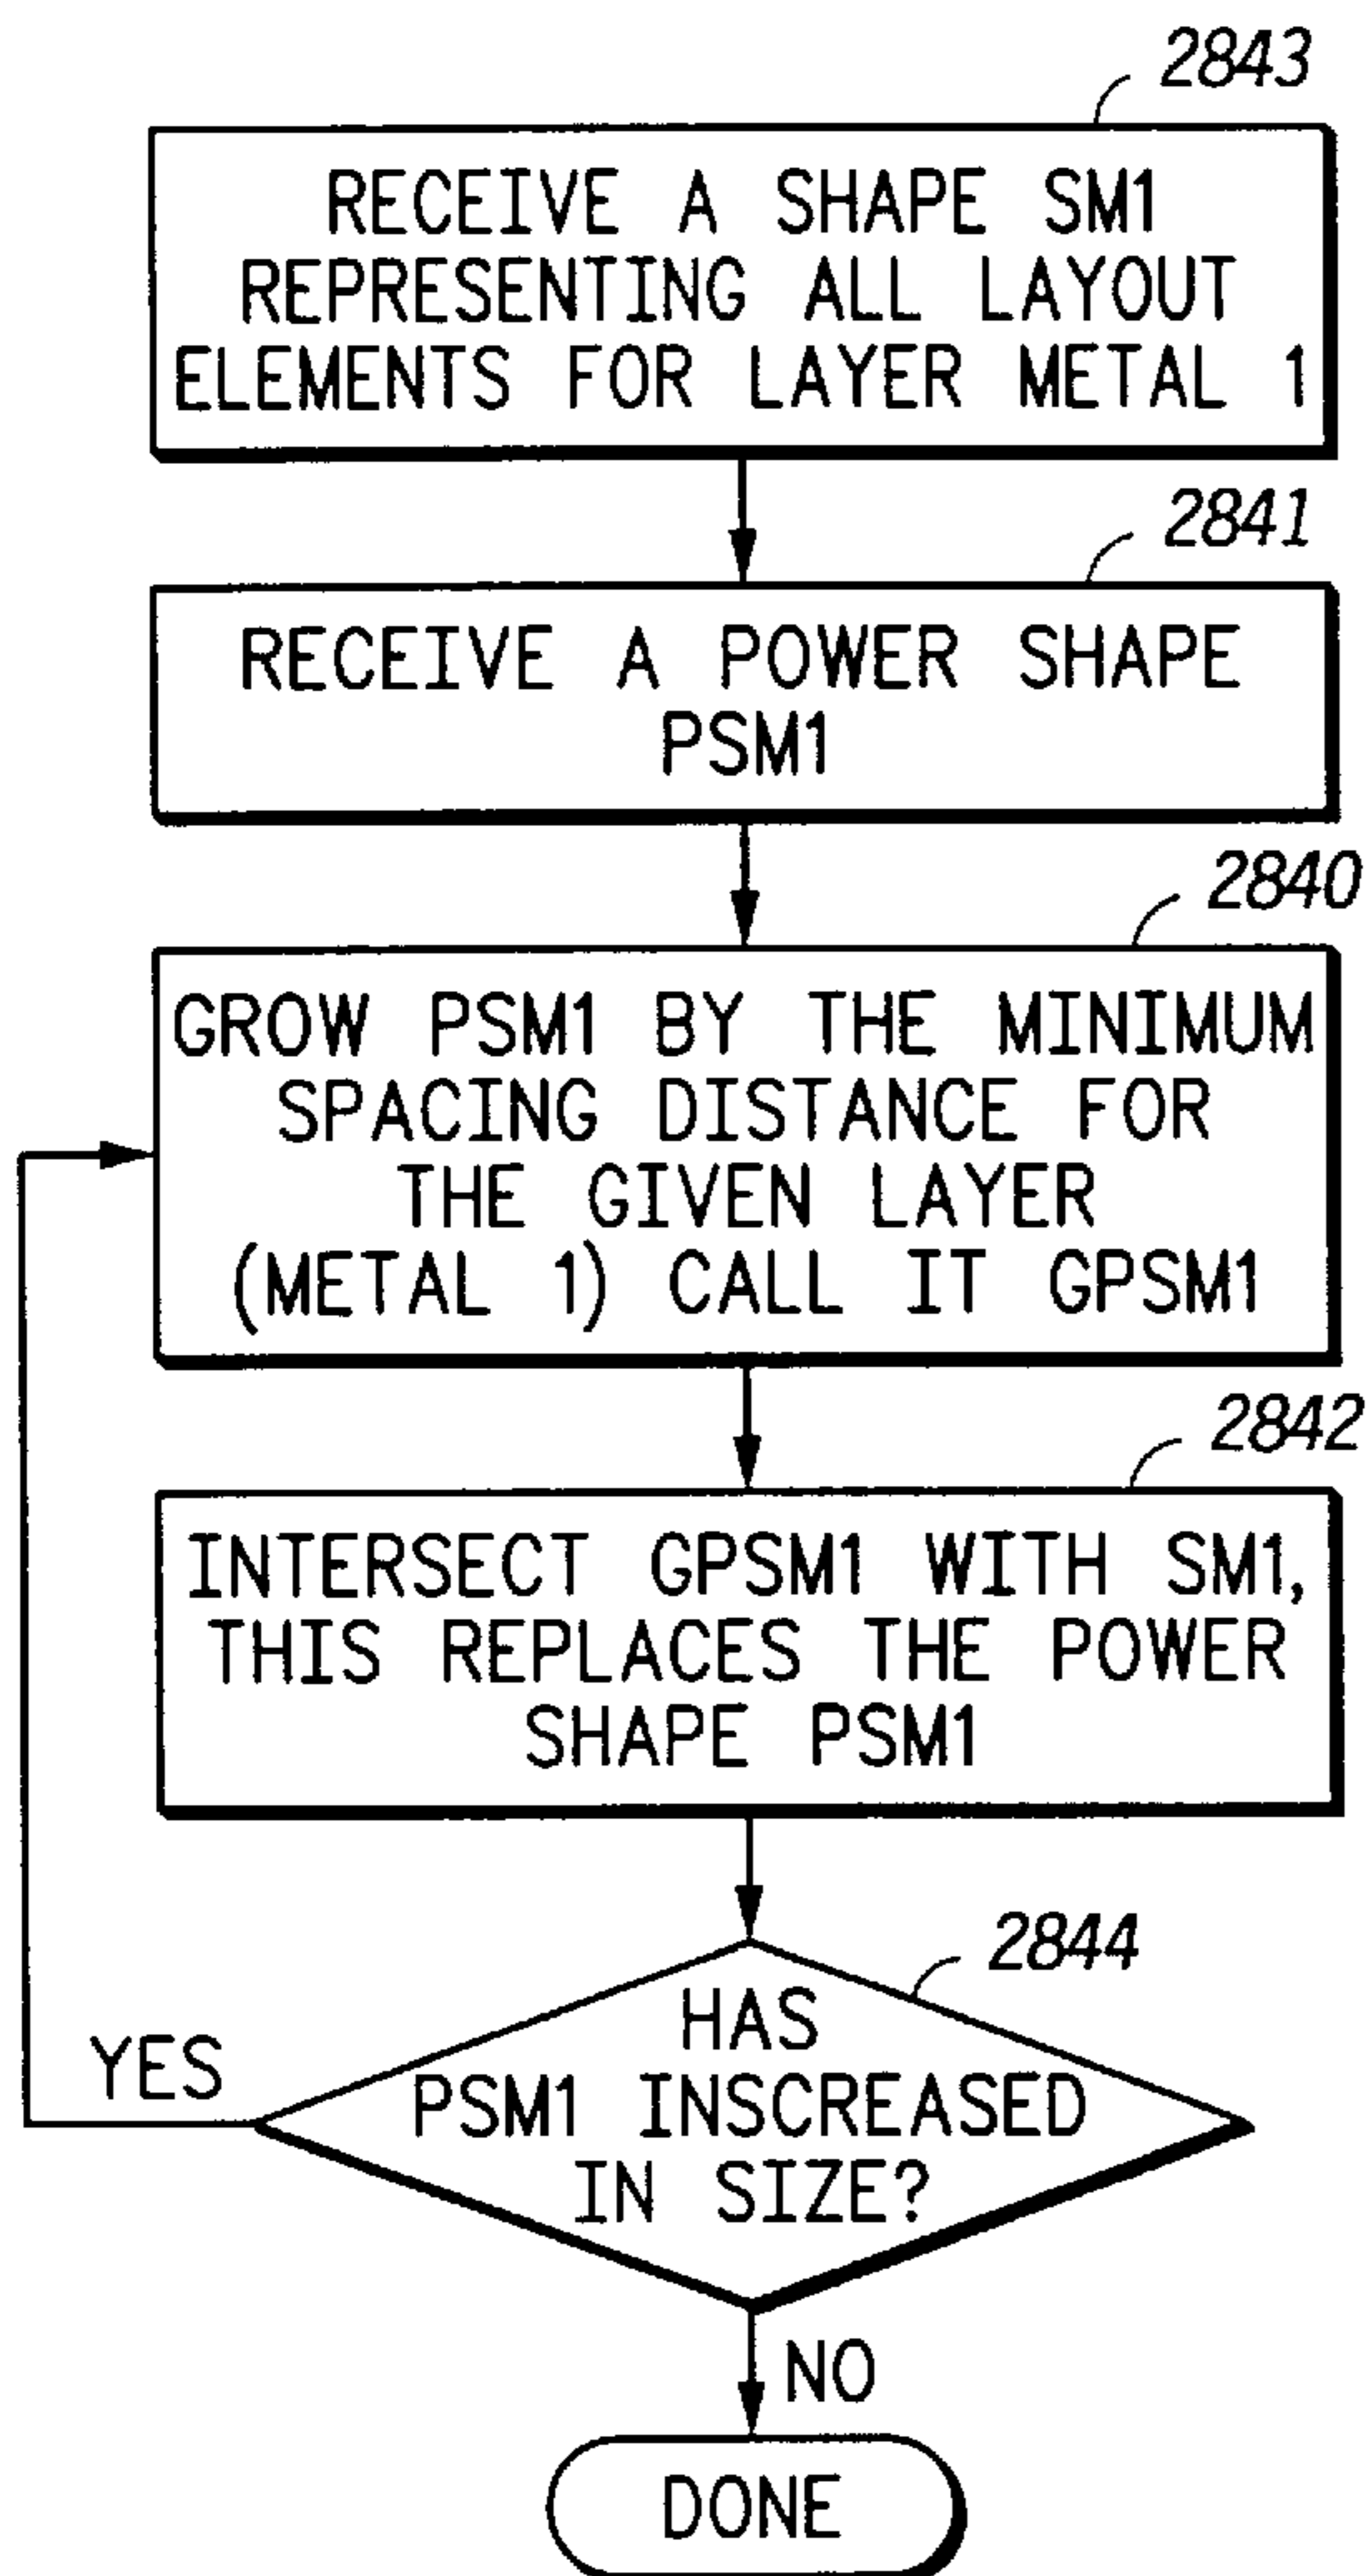 2843
RECEIVE A SHAPE SM1
REPRESENTING ALL LAYOUT
ELEMENTS FOR LAYER METAL 1
2841
RECEIVE A POWER SHAPE
PSM1
2840
GROW PSM1 BY THE MINIMUM
SPACING DISTANCE FOR
THE GIVEN LAYER
(METAL 1) CALL IT GPSM1
2842
INTERSECT GPSM1 WITH SM1,
THIS REPLACES THE POWER
SHAPE PSM1
2844
HAS
PSM1 INSCREASED
IN SIZE?
YES
NO
DONE